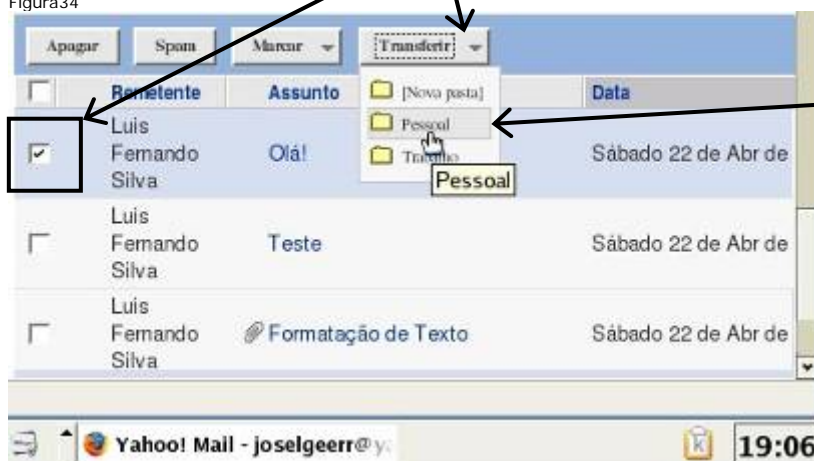 Figura34
Apagar Spam Marcar Transferir
Remetente Assunto [Nova pasta] Data
Pessoal
Luis Fernando Silva Olá! Sábado 22 de Abr de
Trabalho
Pessoal
Luis Fernando Silva Teste Sábado 22 de Abr de
Luis Fernando Silva Formatação de Texto Sábado 22 de Abr de
Yahoo! Mail - joselgeerr@y 19:06